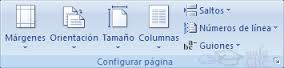 Márgenes Orientación Tamaño Columnas
Saltos
Números de línea
Guiones
Configurar página